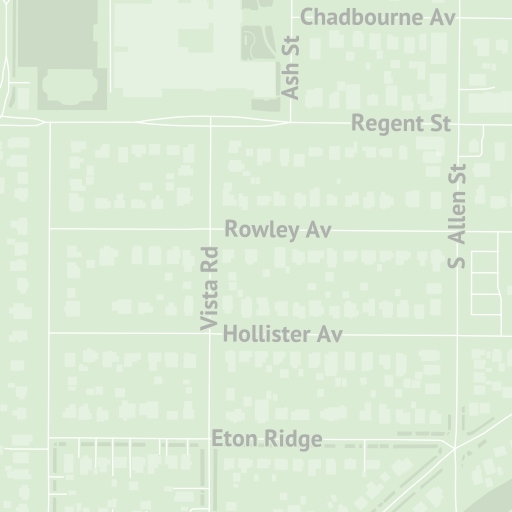 Chadbourne Av
Ash St
Regent St
S Allen St
Rowley Av
Vista Rd
Hollister Av
Eton Ridge